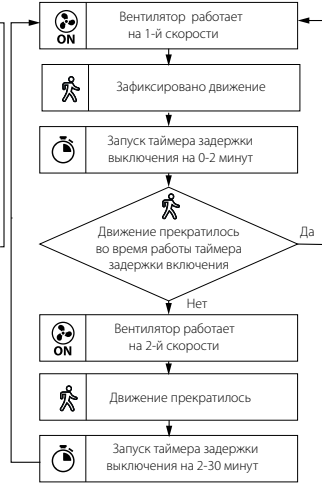 ON
Вентилятор работает
на 1-й скорости
Зафиксировано движение
Запуск таймера задержки
выключения на 0-2 минут
Движение прекратилось
во время работы таймера
задержки включения
Да
Нет
ON
Вентилятор работает
на 2-й скорости
Движение прекратилось
Запуск таймера задержки
выключения на 2-30 минут